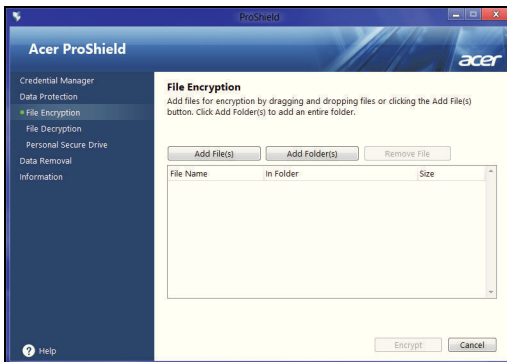 ProShield
Acer ProShield
acer
Credential Manager
Data Protection
File Encryption
File Decryption
Personal Secure Drive
Data Removal
Information
File Encryption
Add files for encryption by dragging and dropping files or clicking the Add File(s)
button. Click Add Folder(s) to add an entire folder.
Add File(s) Add Folder(s) Remove File
File Name In Folder Size
? Help
Encrypt Cancel